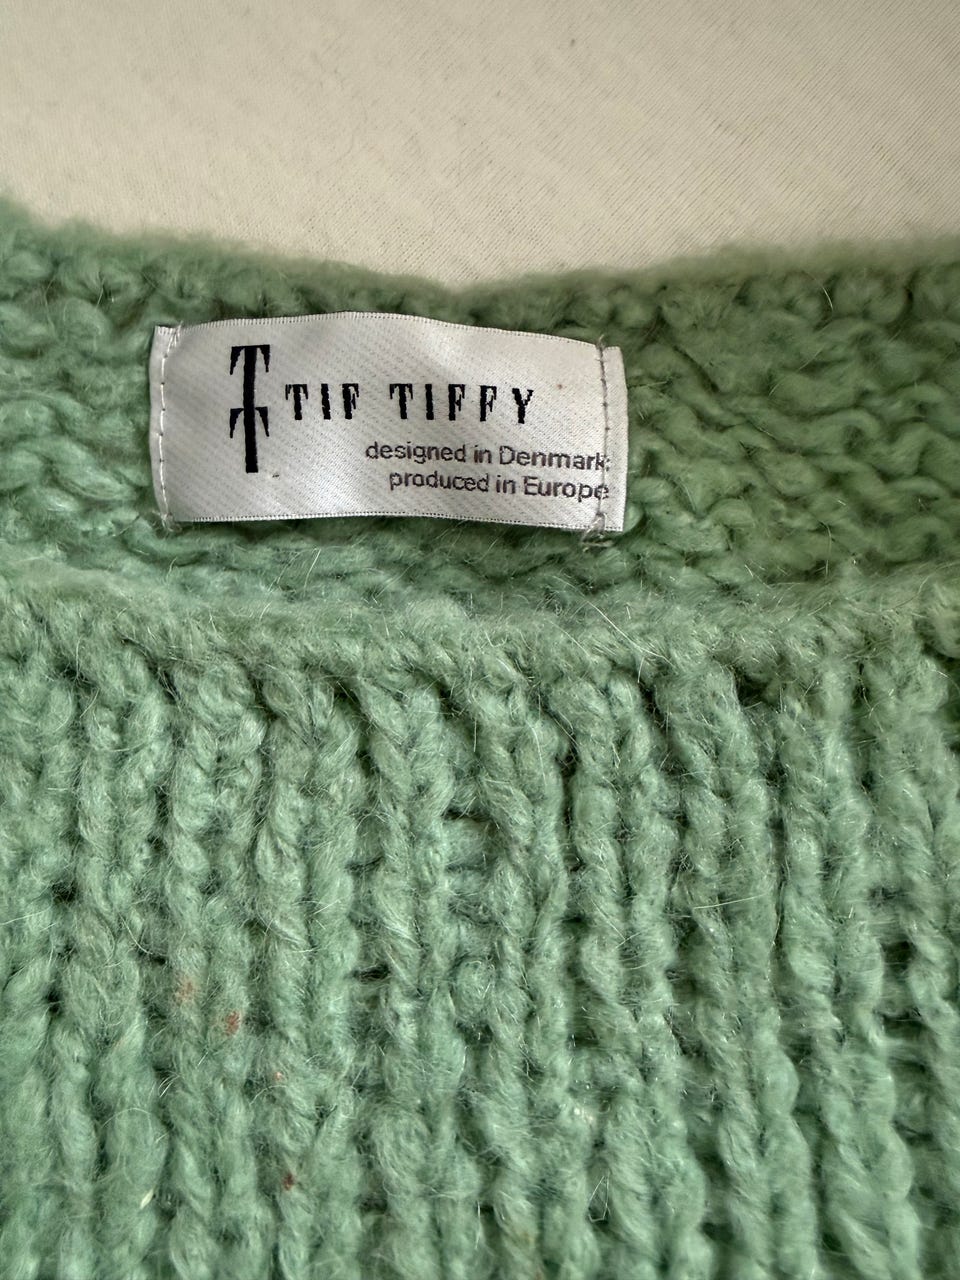 TIF TIFFY
designed in Denmark
produced in Europe